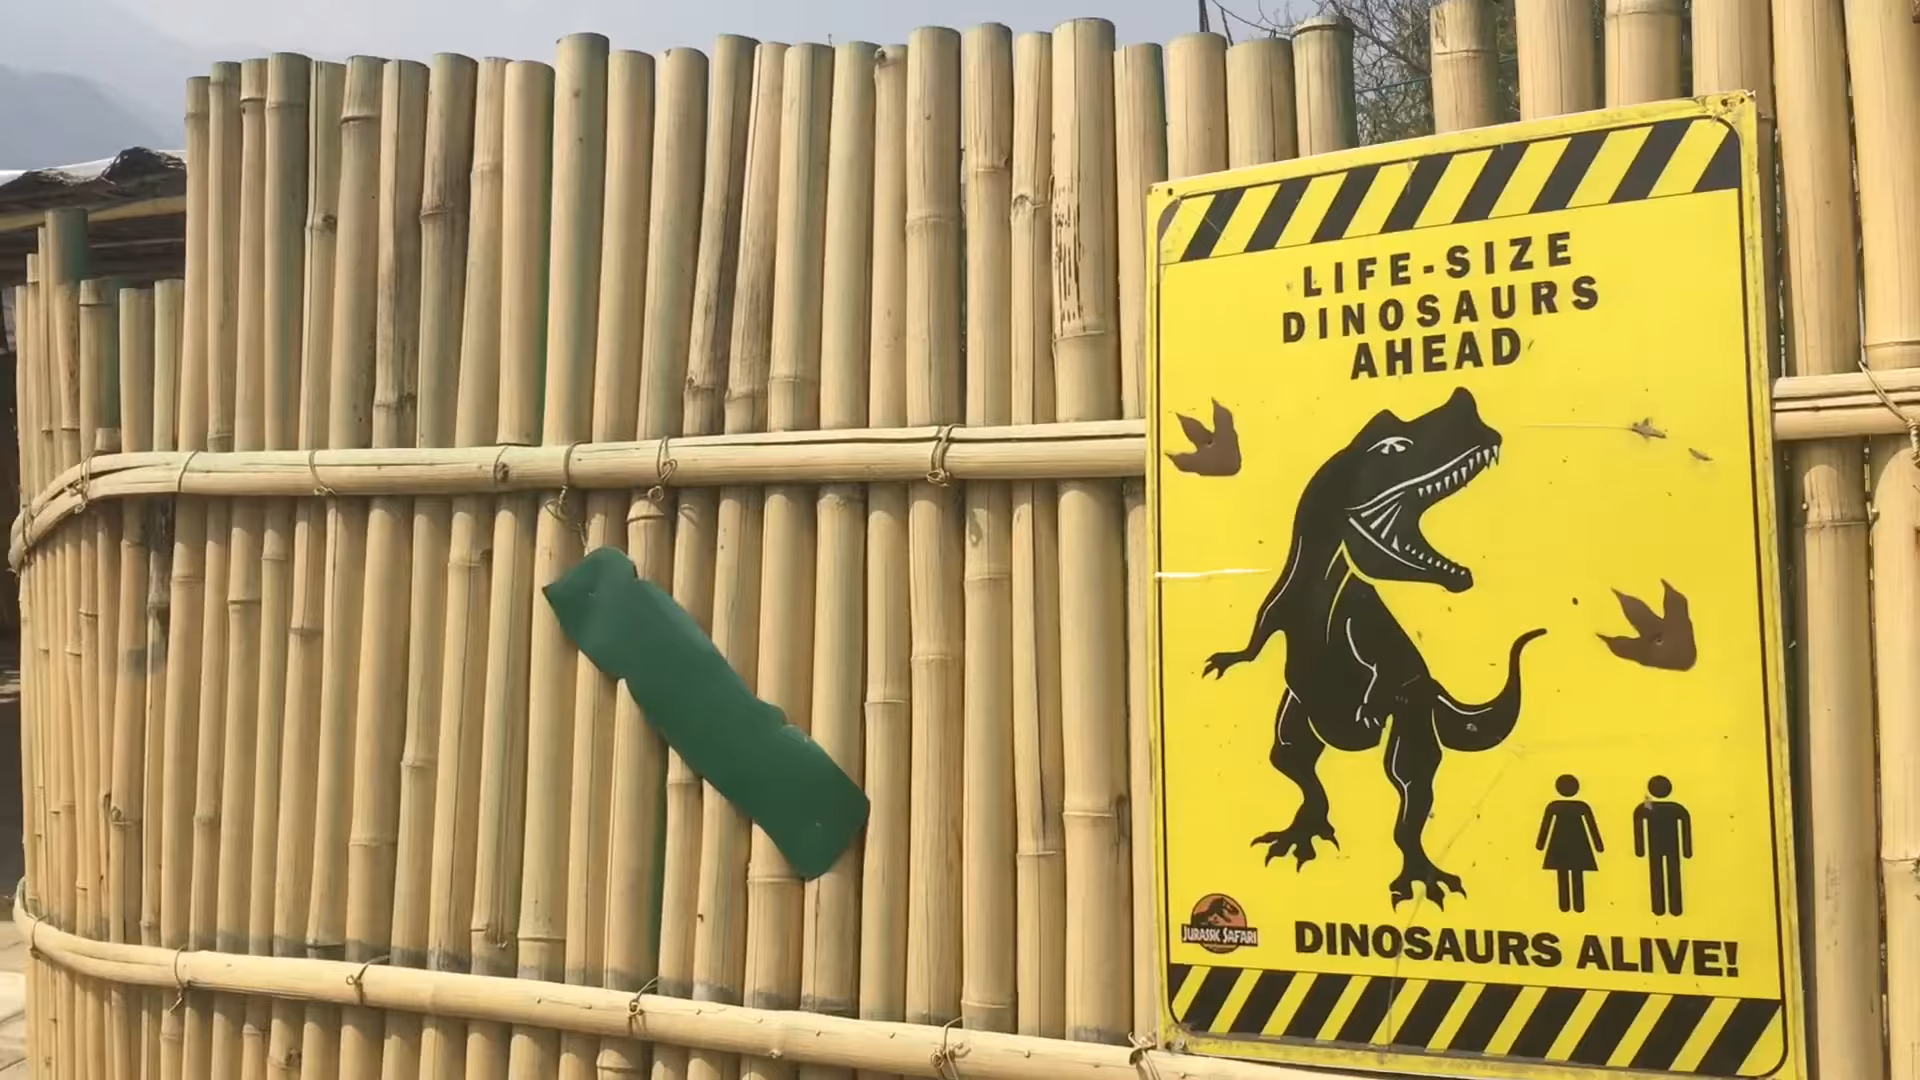 LIFE-SIZE
DINOSAURS
AHEAD
JURASSIC SAFARI
DINOSAURS ALIVE!